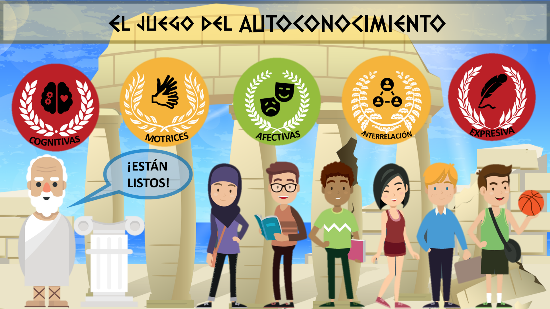 EL JUEGO DEL AUTOCONOCIMIENTO
COGNITIVAS
MOTRICES
AFECTIVAS
INTERRELACIÓN
EXPRESIVA
¡ESTÁN
LISTOS!